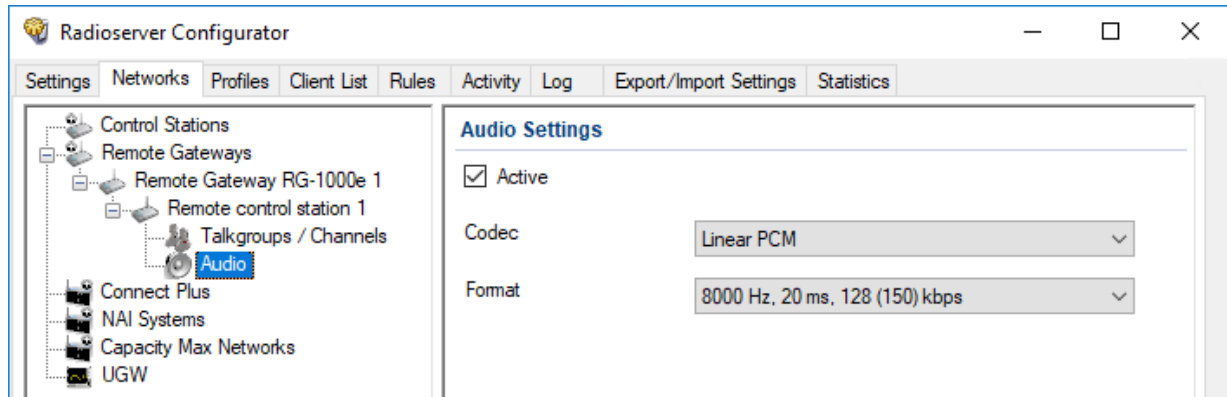 Radioserver Configurator
Settings Networks Profiles Client List Rules Activity Log Export/Import Settings Statistics
Control Stations
Remote Gateways
Remote Gateway RG-1000e 1
Remote control station 1
Talkgroups / Channels
Audio
Connect Plus
NAI Systems
Capacity Max Networks
UGW
Audio Settings
Active
Codec Linear PCM
Format 8000 Hz, 20 ms, 128 (150) kbps